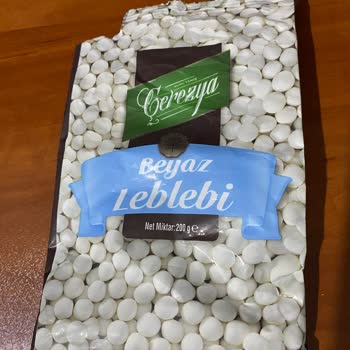 Çerezya
Beyaz
Leblebi
Net Miktar: 200 g ℮